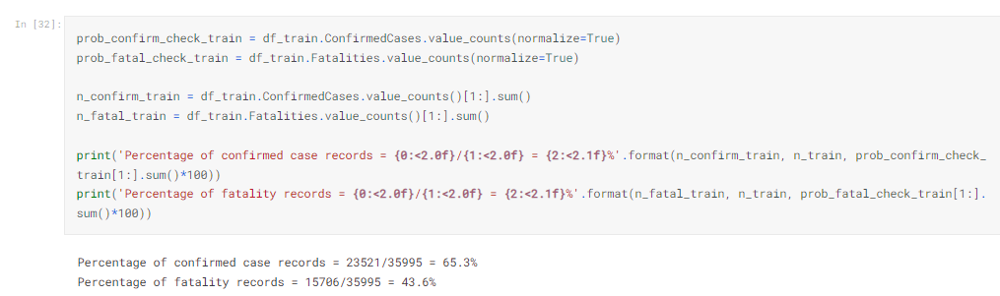 In [32]:
prob_confirm_check_train = df_train.ConfirmedCases.value_counts(normalize=True)
prob_fatal_check_train = df_train.Fatalities.value_counts(normalize=True)
n_confirm_train = df_train.ConfirmedCases.value_counts()[1:].sum()
n_fatal_train = df_train.Fatalities.value_counts()[1:].sum()
print('Percentage of confirmed case records = {0:<2.0f}/{1:<2.0f} = {2:<2.1f}%'.format(n_confirm_train, n_train, prob_confirm_check_
train[1:].sum()*100))
print('Percentage of fatality records = {0:<2.0f}/{1:<2.0f} = {2:<2.1f}%'.format(n_fatal_train, n_train, prob_fatal_check_train[1:].
sum()*100))
Percentage of confirmed case records = 23521/35995 = 65.3%
Percentage of fatality records = 15706/35995 = 43.6%